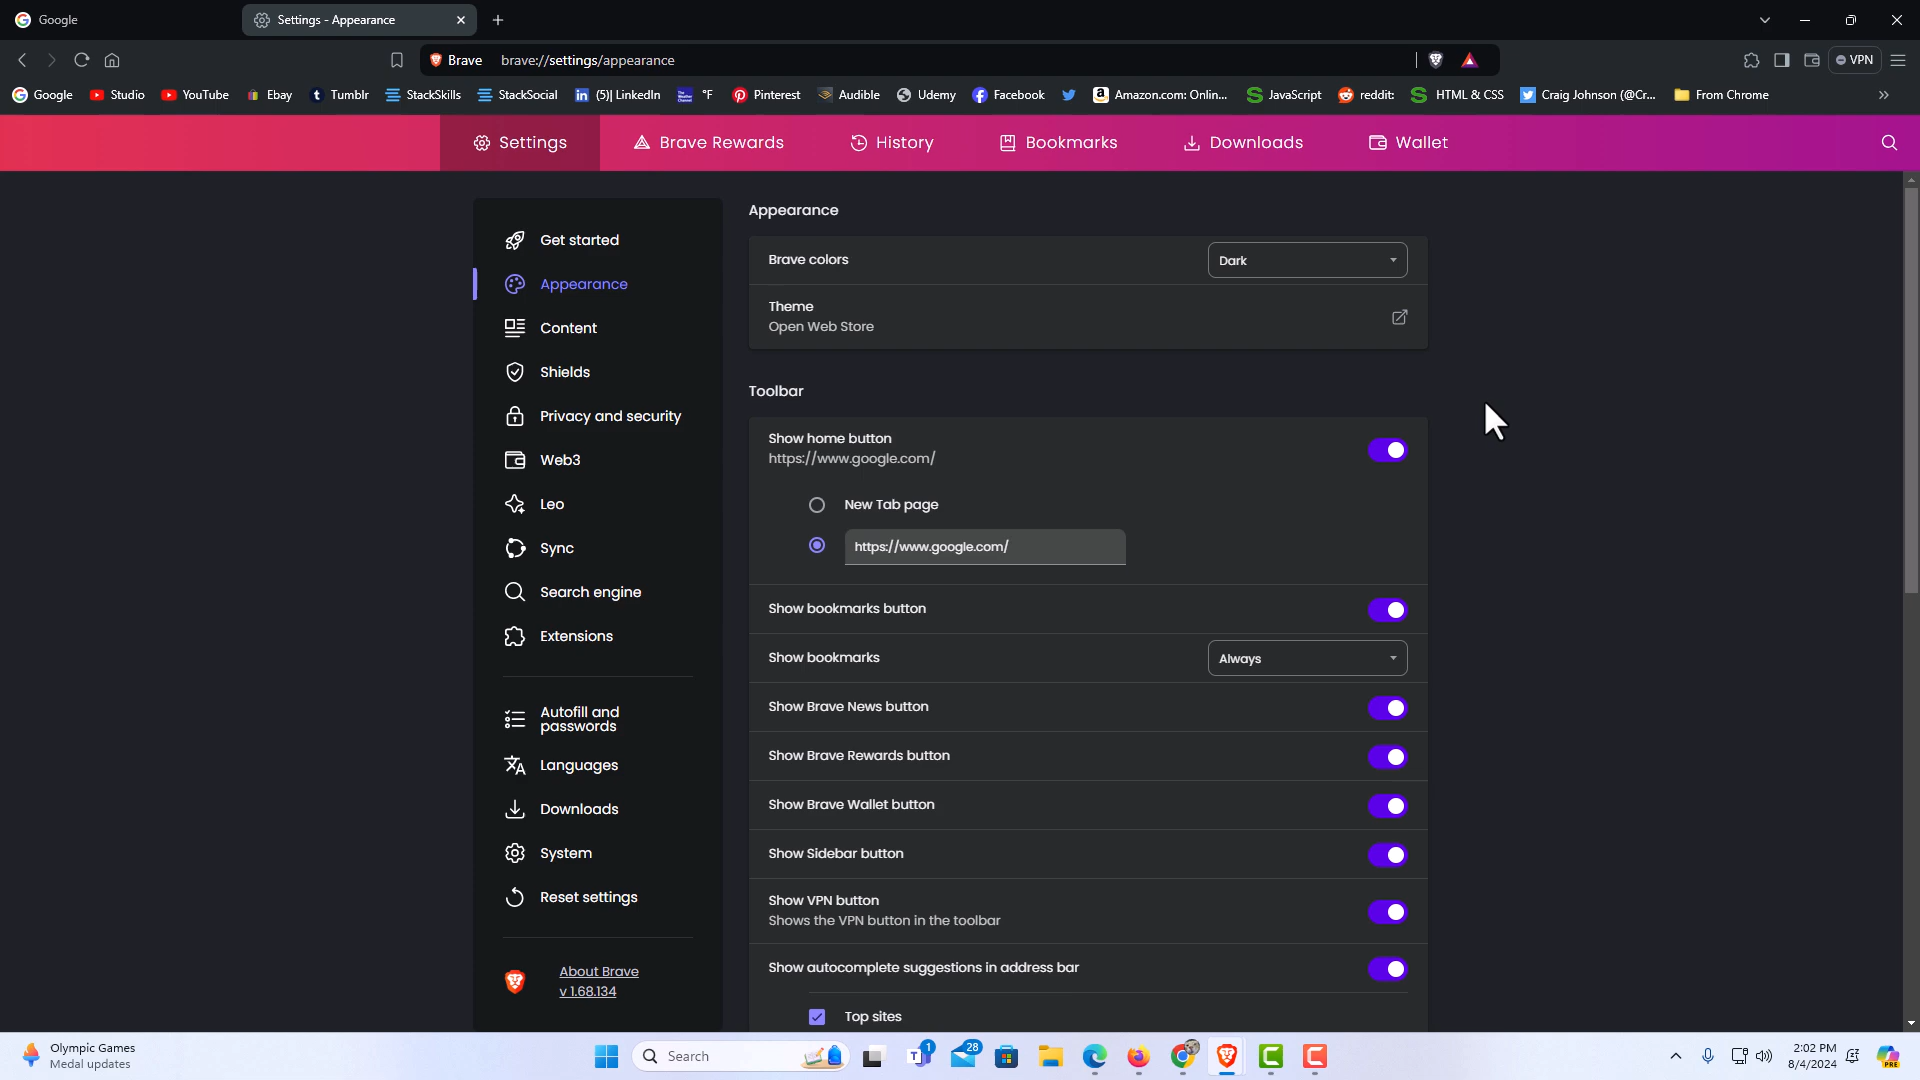 Google
Settings - Appearance
Brave
brave://settings/appearance
VPN
Google
Studio
YouTube
Ebay
Tumblr
StackSkills
StackSocial
(5)| LinkedIn
°F
Pinterest
Audible
Udemy
Facebook
Amazon.com: Onlin...
JavaScript
reddit:
HTML & CSS
Craig Johnson (@Cr...
From Chrome
Settings
Brave Rewards
History
Bookmarks
Downloads
Wallet
Get started
Appearance
Content
Shields
Privacy and security
Web3
Leo
Sync
Search engine
Extensions
Autofill and
passwords
Languages
Downloads
System
Reset settings
About Brave
v 1.68.134
Appearance
Brave colors
Dark
Theme
Open Web Store
Toolbar
Show home button
https://www.google.com/
New Tab page
https://www.google.com/
Show bookmarks button
Show bookmarks
Always
Show Brave News button
Show Brave Rewards button
Show Brave Wallet button
Show Sidebar button
Show VPN button
Shows the VPN button in the toolbar
Show autocomplete suggestions in address bar
Top sites
Olympic Games
Medal updates
Search
1
28
2:02 PM
8/4/2024
PRE